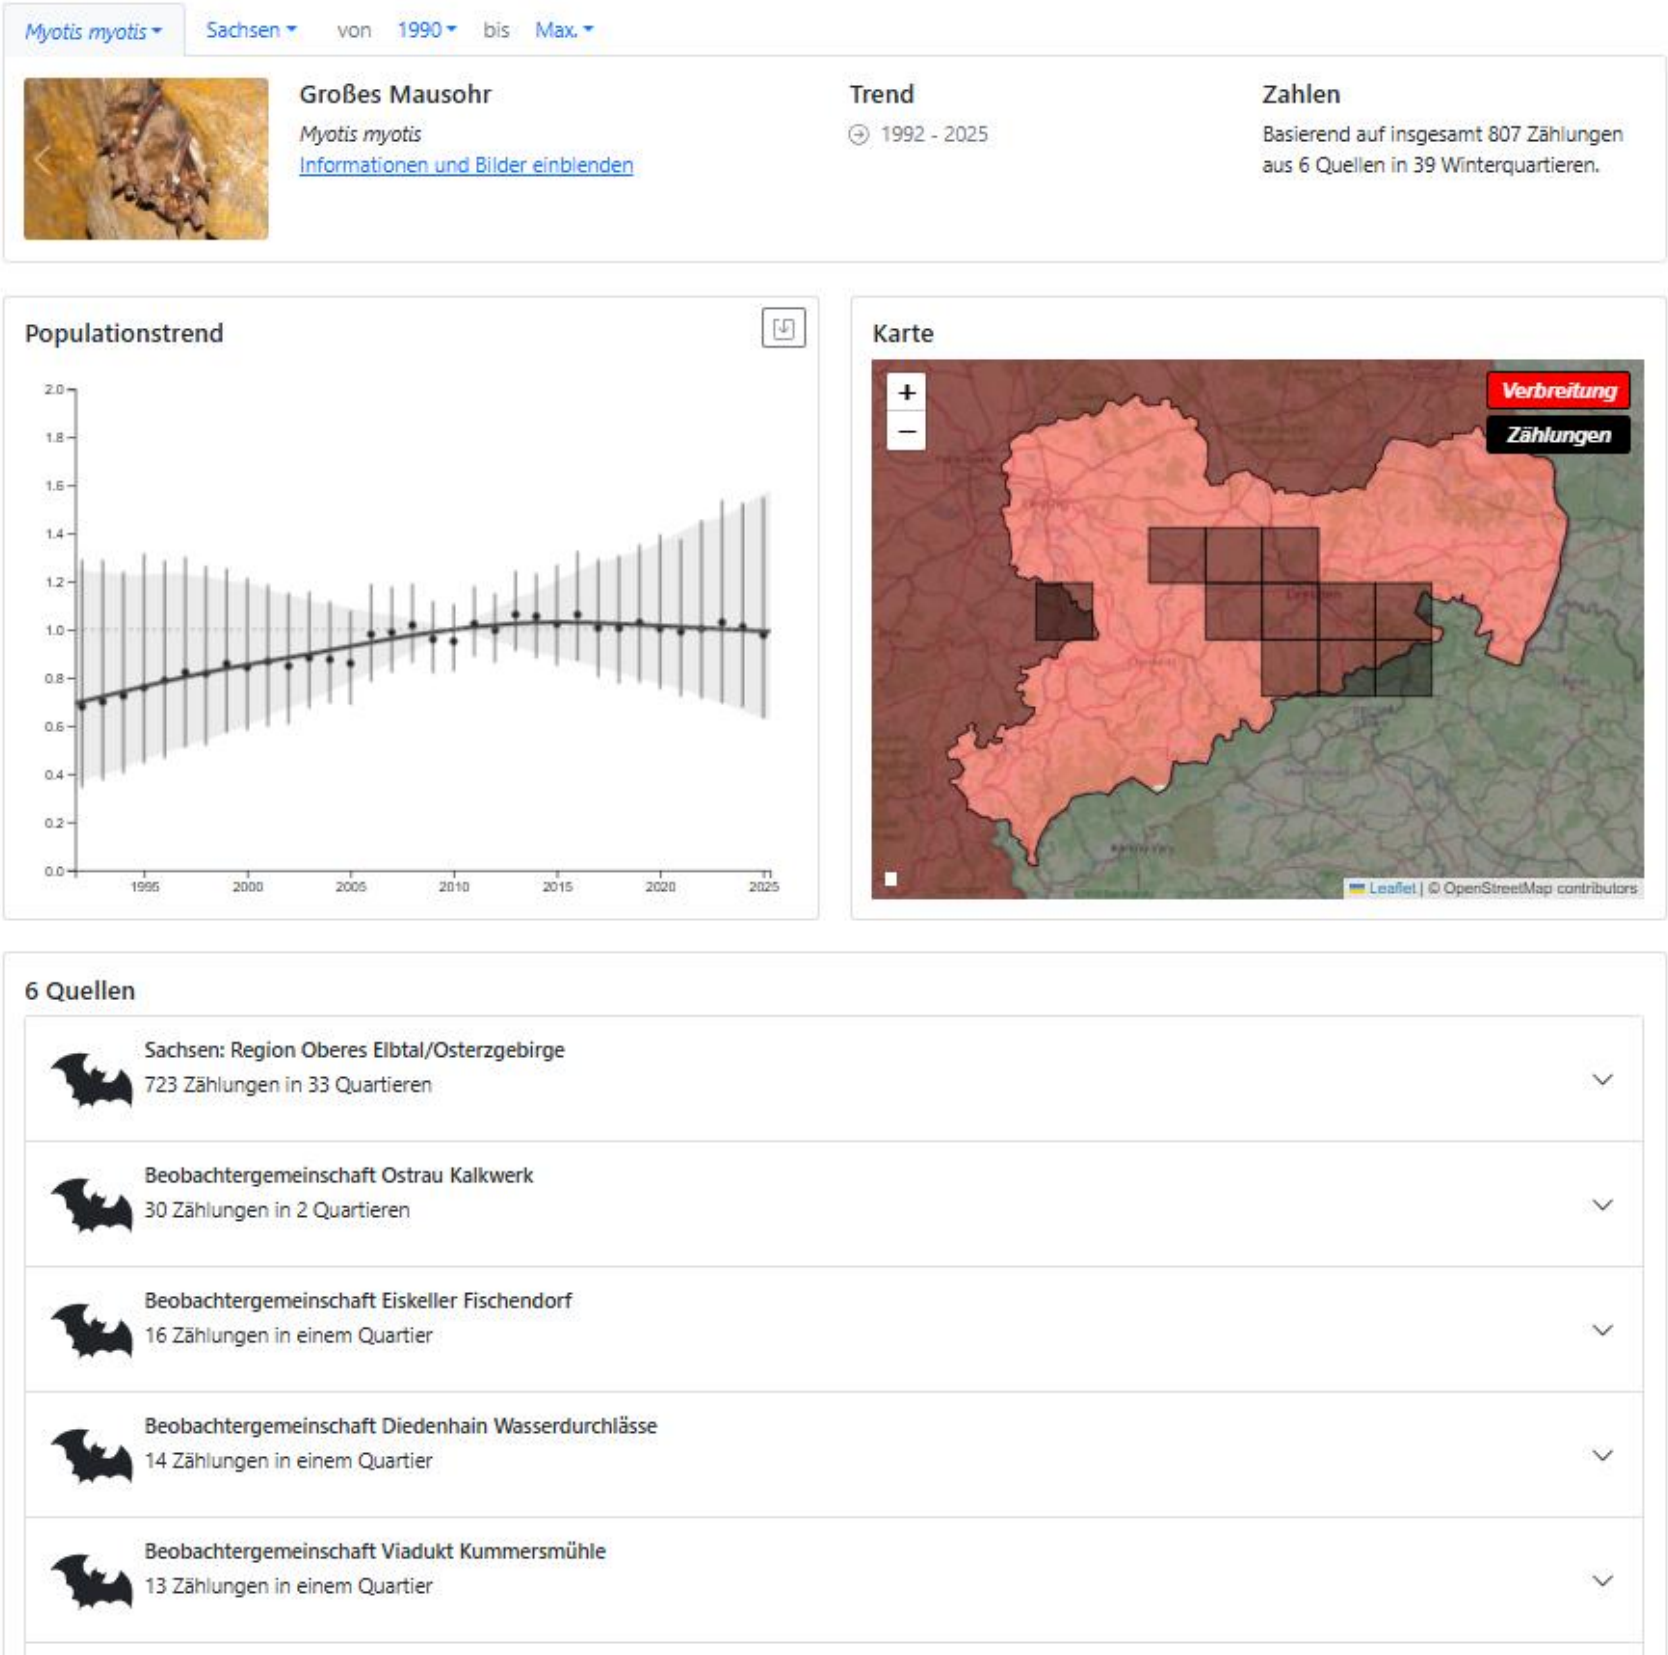 Myotis myotis Sachsen von 1990 bis Max.
Großes Mausohr
Myotis myotis
Informationen und Bilder einblenden
Trend
1992 - 2025
Zahlen
Basierend auf insgesamt 807 Zählungen
aus 6 Quellen in 39 Winterquartieren.
Populationstrend
2.0
1.8
1.6
1.4
1.2
1.0
0.8
0.6
0.4
0.2
0.0
1995 2000 2005 2010 2015 2020 2025
Karte
+
−
Verbreitung
Zählungen
Leaflet | © OpenStreetMap contributors
6 Quellen
Sachsen: Region Oberes Elbtal/Osterzgebirge
723 Zählungen in 33 Quartieren
Beobachtergemeinschaft Ostrau Kalkwerk
30 Zählungen in 2 Quartieren
Beobachtergemeinschaft Eiskeller Fischendorf
16 Zählungen in einem Quartier
Beobachtergemeinschaft Diedenhain Wasserdurchlässe
14 Zählungen in einem Quartier
Beobachtergemeinschaft Viadukt Kummersmühle
13 Zählungen in einem Quartier